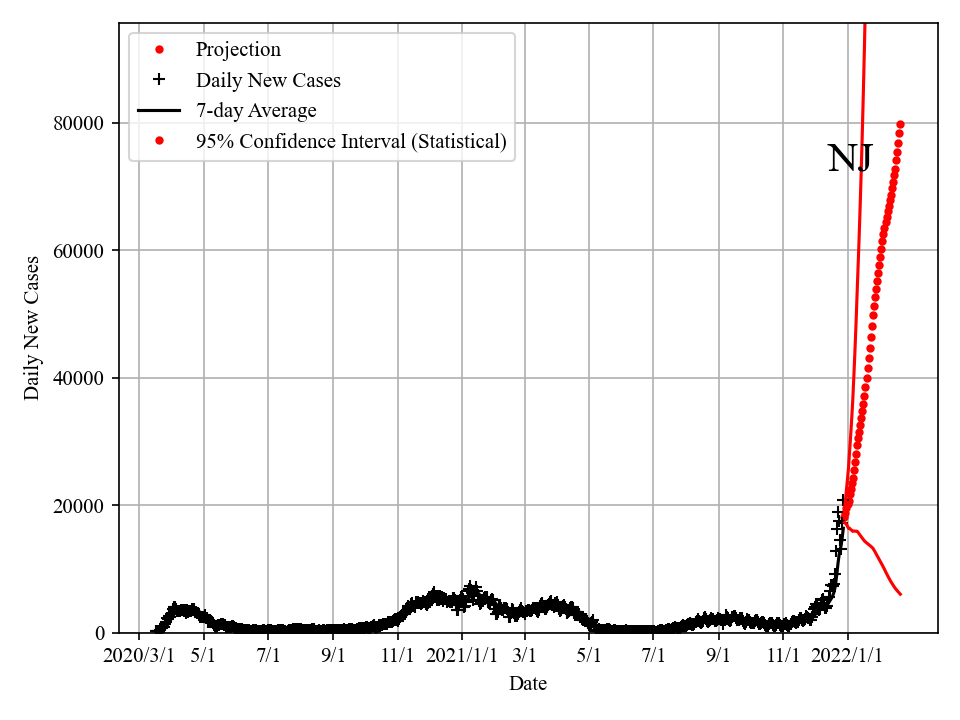 Projection
Daily New Cases
7-day Average
95% Confidence Interval (Statistical)
NJ
80000
60000
40000
20000
0
Daily New Cases
2020/3/1 5/1 7/1 9/1 11/1 2021/1/1 3/1 5/1 7/1 9/1 11/1 2022/1/1
Date